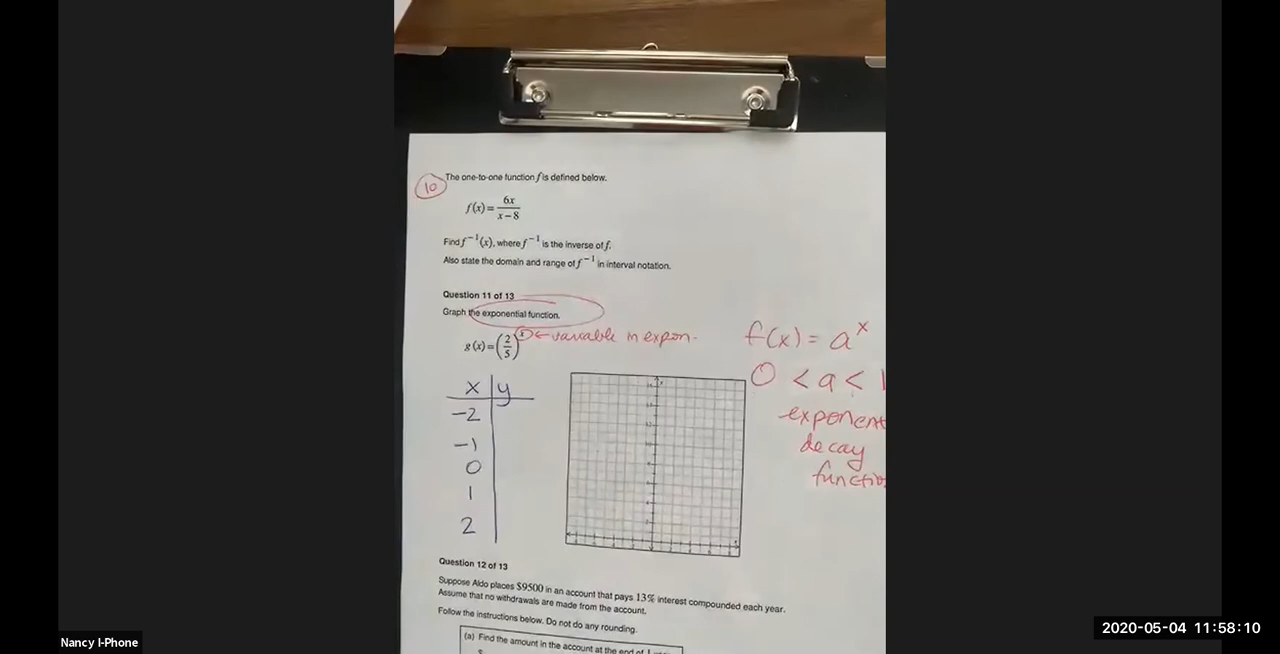 10
The one-to-one function f is defined below.
f(x) = 6x / x − 8
Find f⁻¹(x), where f⁻¹ is the inverse of f.
Also state the domain and range of f⁻¹ in interval notation.
Question 11 of 13
Graph the exponential function.
g(x) = (2/5)ˣ ← variable in expon.
f(x) = aˣ
0 < a < 1
exponent
decay
functio
x | y
−2
−1
0
1
2
Question 12 of 13
Suppose Aldo places $9500 in an account that pays 13% interest compounded each year.
Assume that no withdrawals are made from the account.
Follow the instructions below. Do not do any rounding.
(a) Find the amount in the account at the end of 1
$
Nancy I-Phone
2020-05-04 11:58:10